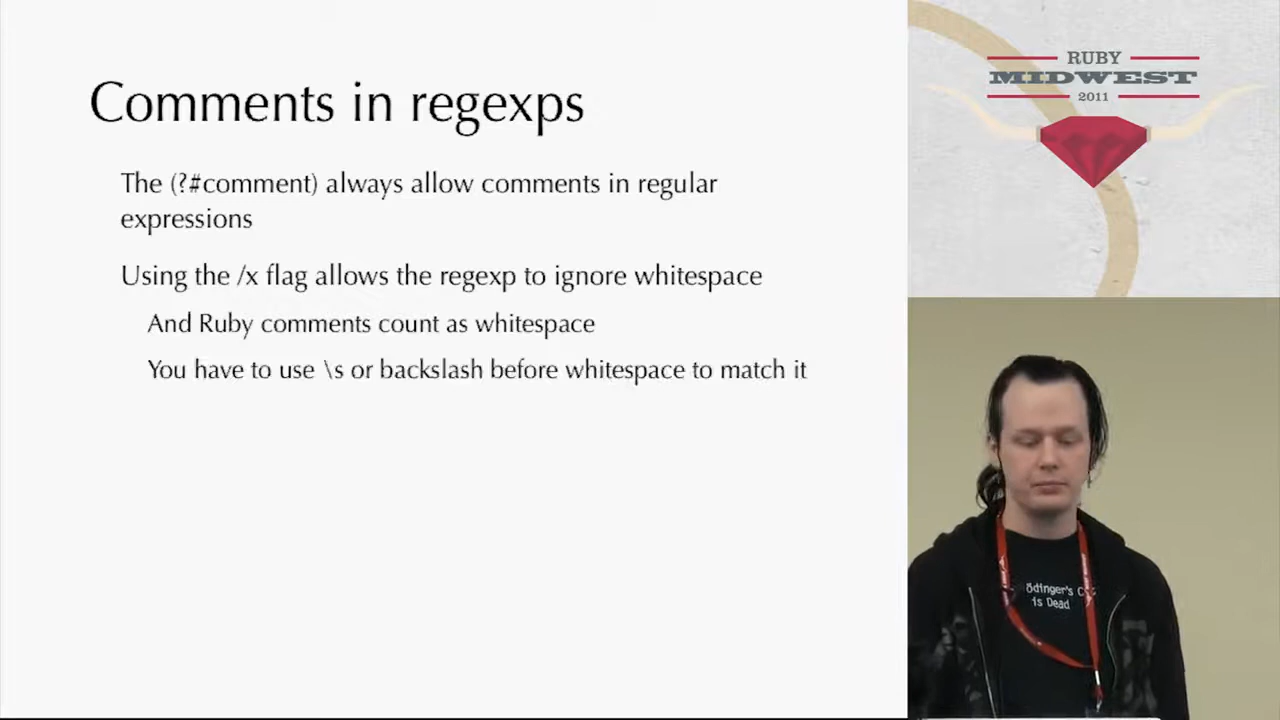 Comments in regexps
The (?#comment) always allow comments in regular
expressions
Using the /x flag allows the regexp to ignore whitespace
And Ruby comments count as whitespace
You have to use \s or backslash before whitespace to match it
RUBY
MIDWEST
2011
ödinger's C
is Dead